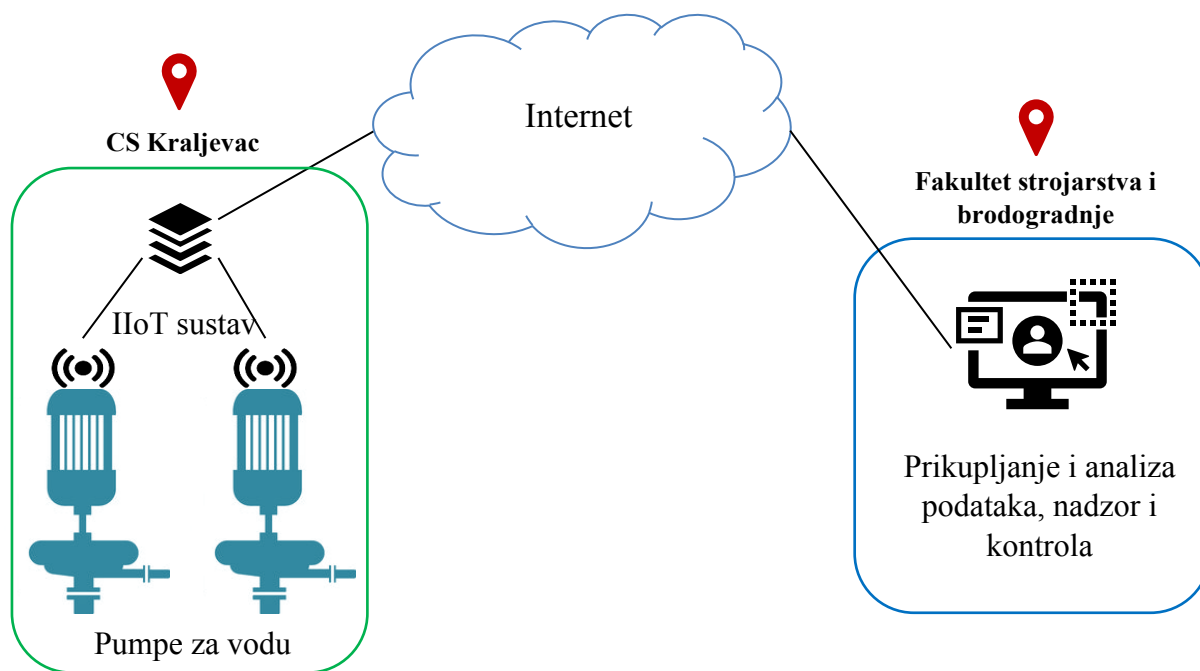 Internet
CS Kraljevac
Fakultet strojarstva i
brodogradnje
IIoT sustav
Prikupljanje i analiza
podataka, nadzor i
kontrola
Pumpe za vodu